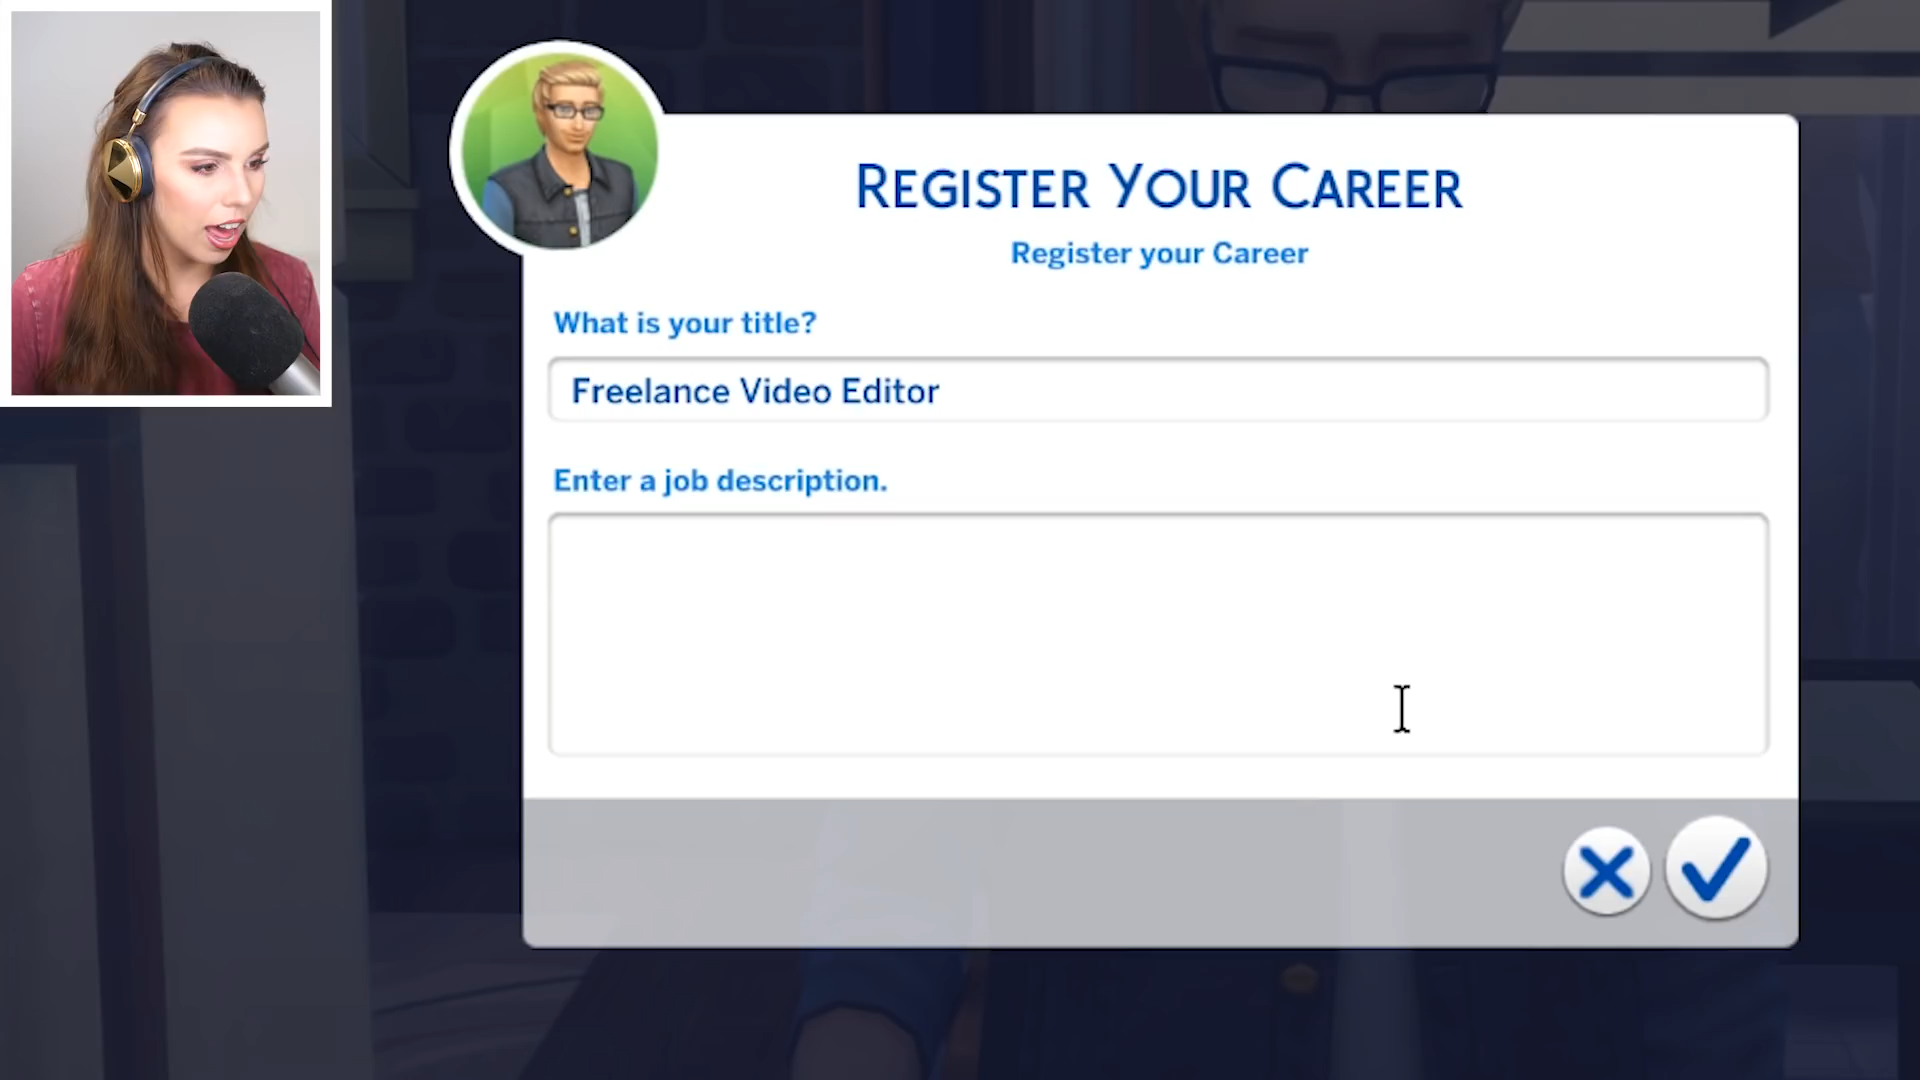 Register Your Career
Register your Career
What is your title?
Freelance Video Editor
Enter a job description.